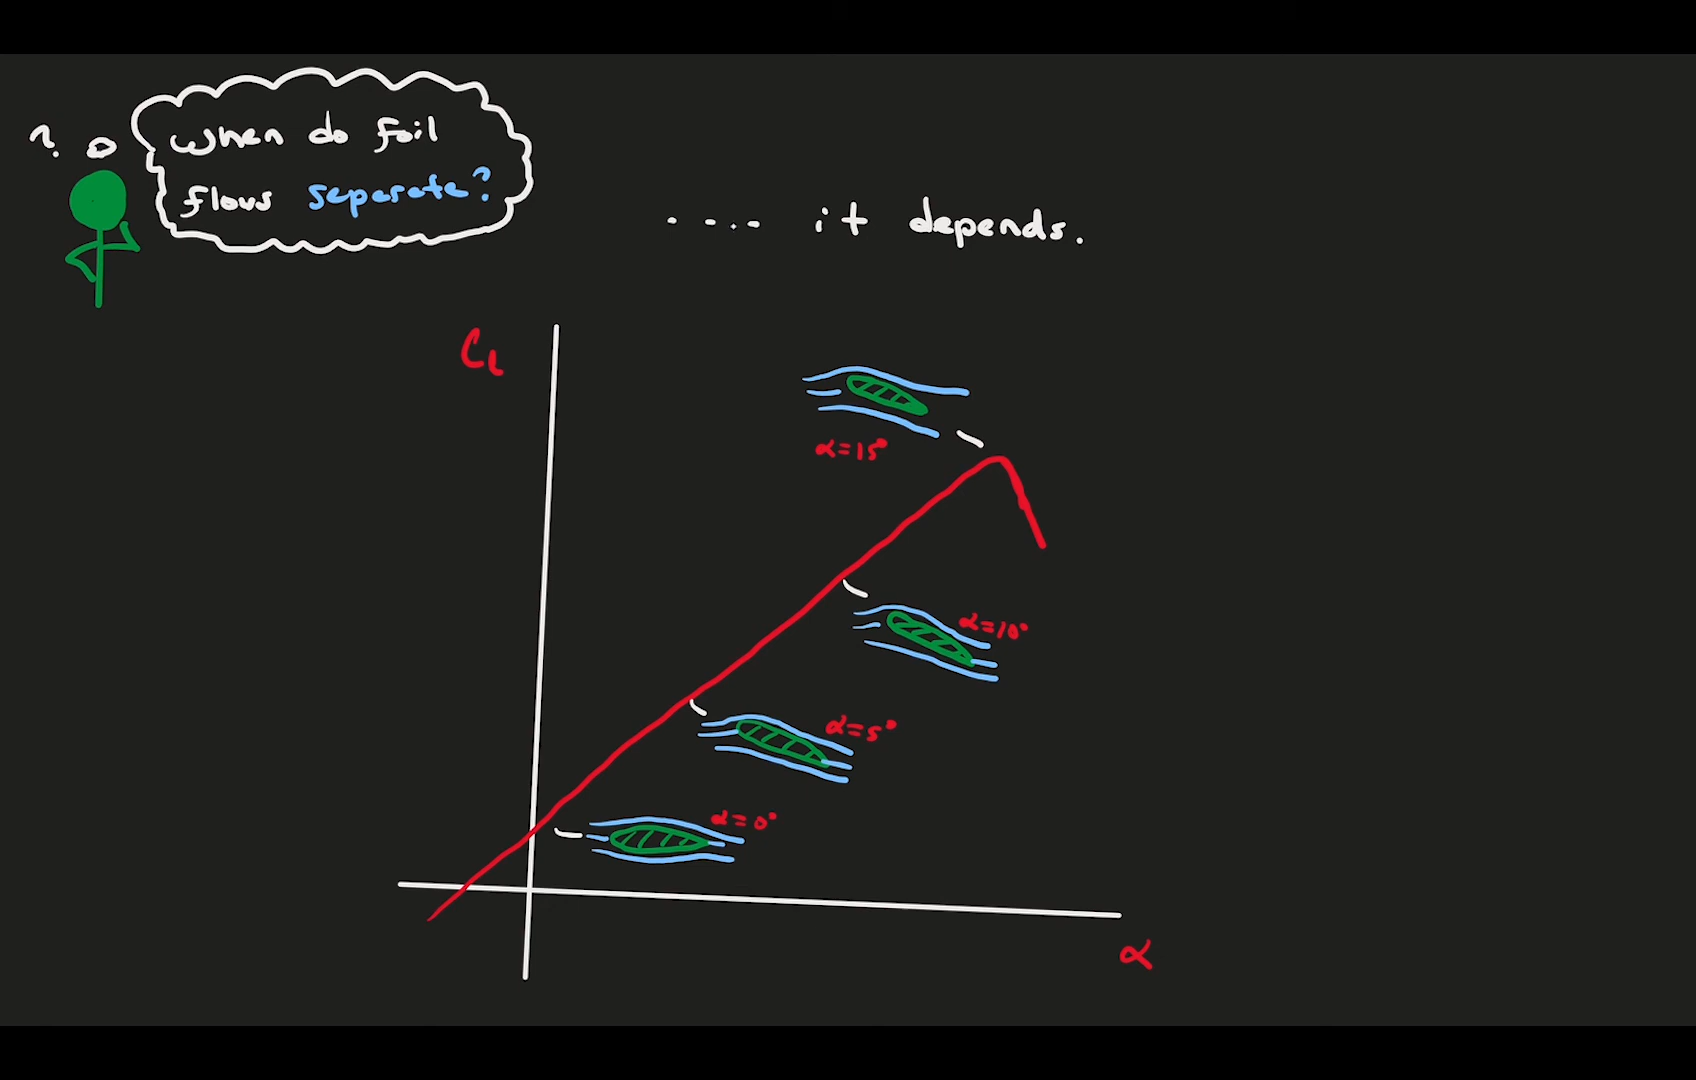 ?
When do foil
flows seperate?
.... it depends.
CL
α=15°
α=10°
α=5°
α=0°
α